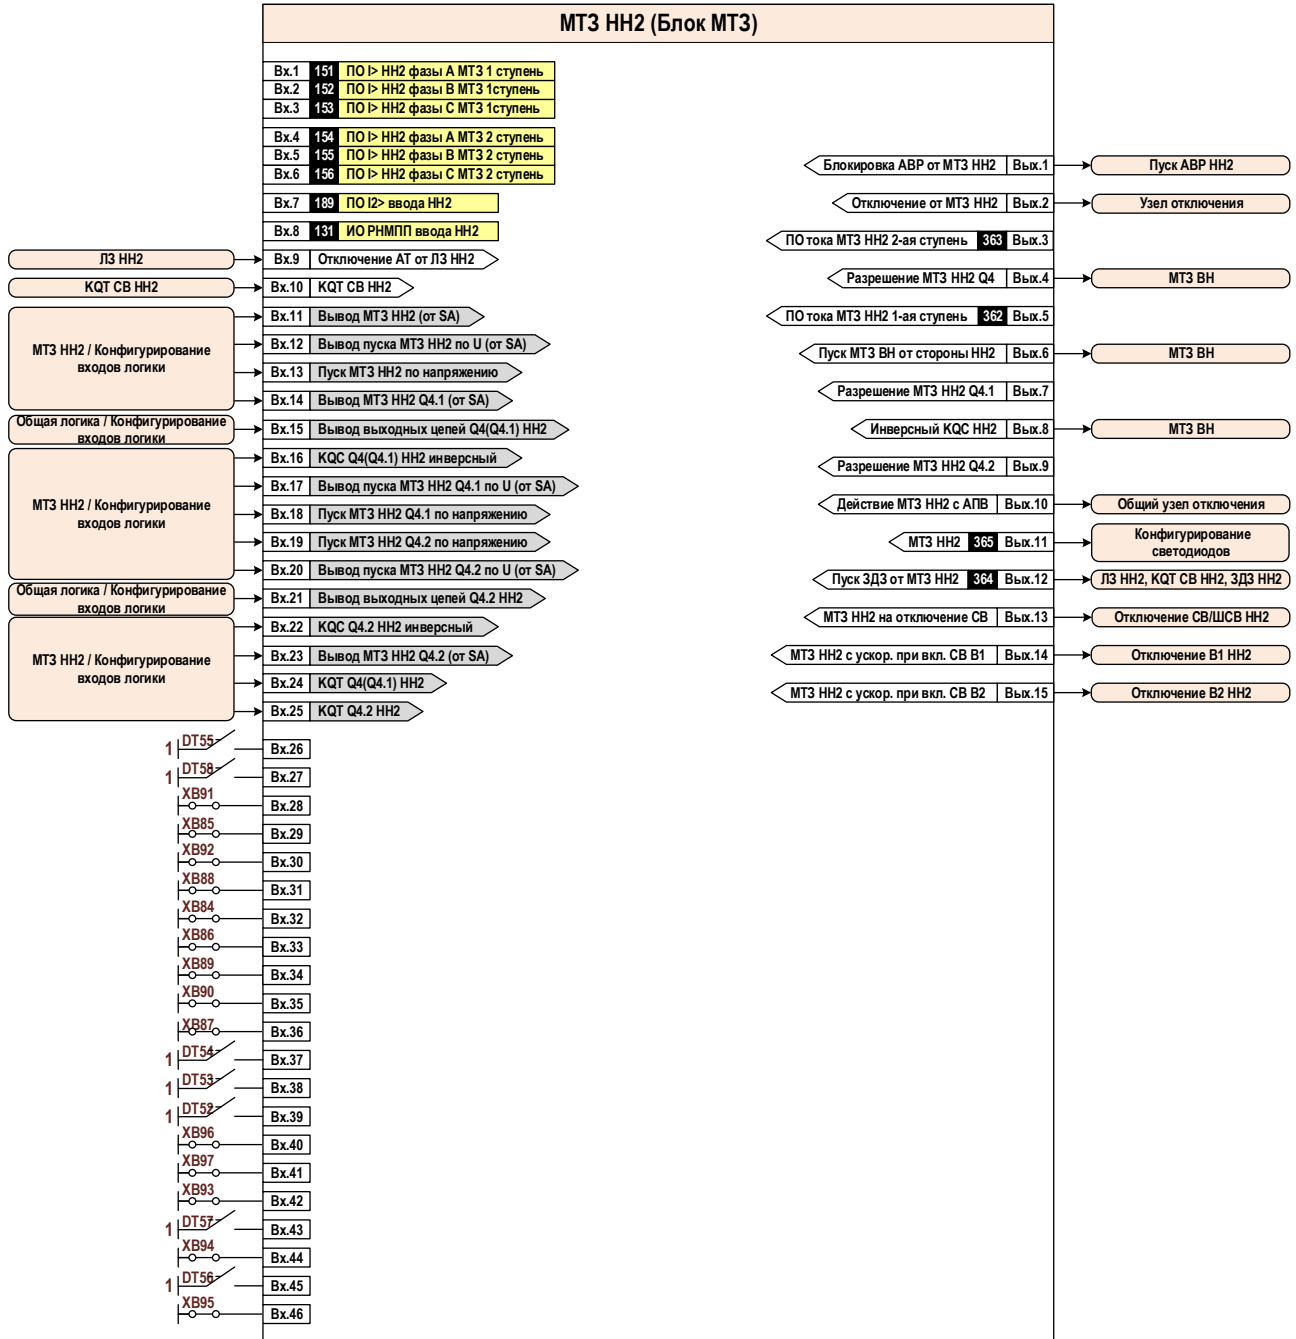 МТЗ НН2 (Блок МТЗ)
Вх.1 151 ПО I> НН2 фазы А МТЗ 1 ступень
Вх.2 152 ПО I> НН2 фазы В МТЗ 1ступень
Вх.3 153 ПО I> НН2 фазы С МТЗ 1ступень
Вх.4 154 ПО I> НН2 фазы А МТЗ 2 ступень
Вх.5 155 ПО I> НН2 фазы В МТЗ 2 ступень
Вх.6 156 ПО I> НН2 фазы С МТЗ 2 ступень
Вх.7 189 ПО I2> ввода НН2
Вх.8 131 ИО РНМПП ввода НН2
ЛЗ НН2
Вх.9 Отключение АТ от ЛЗ НН2
KQT СВ НН2
Вх.10 KQT СВ НН2
МТЗ НН2 / Конфигурирование
входов логики
Вх.11 Вывод МТЗ НН2 (от SA)
Вх.12 Вывод пуска МТЗ НН2 по U (от SA)
Вх.13 Пуск МТЗ НН2 по напряжению
Вх.14 Вывод МТЗ НН2 Q4.1 (от SA)
Общая логика / Конфигурирование
входов логики
Вх.15 Вывод выходных цепей Q4(Q4.1) НН2
МТЗ НН2 / Конфигурирование
входов логики
Вх.16 KQC Q4(Q4.1) НН2 инверсный
Вх.17 Вывод пуска МТЗ НН2 Q4.1 по U (от SA)
Вх.18 Пуск МТЗ НН2 Q4.1 по напряжению
Вх.19 Пуск МТЗ НН2 Q4.2 по напряжению
Вх.20 Вывод пуска МТЗ НН2 Q4.2 по U (от SA)
Общая логика / Конфигурирование
входов логики
Вх.21 Вывод выходных цепей Q4.2 НН2
МТЗ НН2 / Конфигурирование
входов логики
Вх.22 KQC Q4.2 НН2 инверсный
Вх.23 Вывод МТЗ НН2 Q4.2 (от SA)
Вх.24 KQT Q4(Q4.1) НН2
Вх.25 KQT Q4.2 НН2
1 DT55 Вх.26
1 DT58 Вх.27
XB91 Вх.28
XB85 Вх.29
XB92 Вх.30
XB88 Вх.31
XB84 Вх.32
XB86 Вх.33
XB89 Вх.34
XB90 Вх.35
XB87 Вх.36
1 DT54 Вх.37
1 DT53 Вх.38
1 DT52 Вх.39
XB96 Вх.40
XB97 Вх.41
XB93 Вх.42
1 DT57 Вх.43
XB94 Вх.44
1 DT56 Вх.45
XB95 Вх.46
Блокировка АВР от МТЗ НН2 Вых.1 Пуск АВР НН2
Отключение от МТЗ НН2 Вых.2 Узел отключения
ПО тока МТЗ НН2 2-ая ступень 363 Вых.3
Разрешение МТЗ НН2 Q4 Вых.4 МТЗ ВН
ПО тока МТЗ НН2 1-ая ступень 362 Вых.5
Пуск МТЗ ВН от стороны НН2 Вых.6 МТЗ ВН
Разрешение МТЗ НН2 Q4.1 Вых.7
Инверсный KQC НН2 Вых.8 МТЗ ВН
Разрешение МТЗ НН2 Q4.2 Вых.9
Действие МТЗ НН2 с АПВ Вых.10 Общий узел отключения
МТЗ НН2 365 Вых.11 Конфигурирование
светодиодов
Пуск ЗДЗ от МТЗ НН2 364 Вых.12 ЛЗ НН2, KQT СВ НН2, ЗДЗ НН2
МТЗ НН2 на отключение СВ Вых.13 Отключение СВ/ШСВ НН2
МТЗ НН2 с ускор. при вкл. СВ В1 Вых.14 Отключение В1 НН2
МТЗ НН2 с ускор. при вкл. СВ В2 Вых.15 Отключение В2 НН2